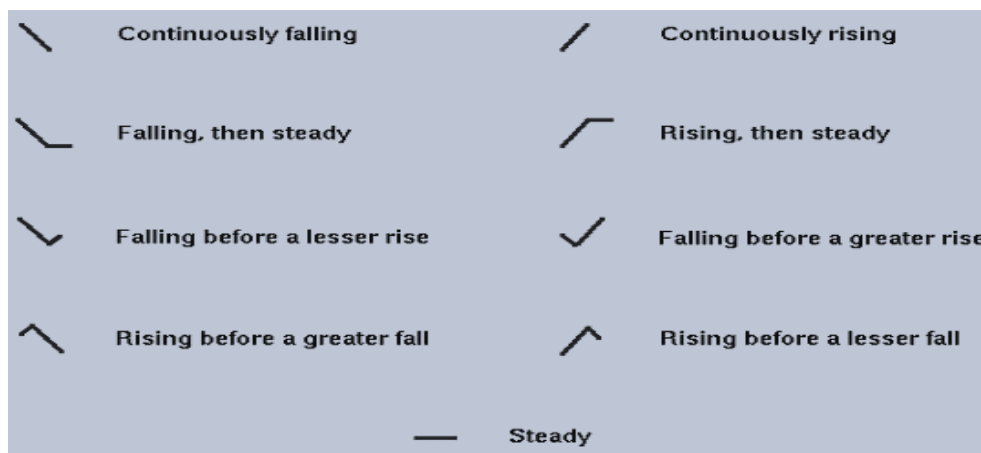 Continuously falling
Continuously rising
Falling, then steady
Rising, then steady
Falling before a lesser rise
Falling before a greater rise
Rising before a greater fall
Rising before a lesser fall
Steady